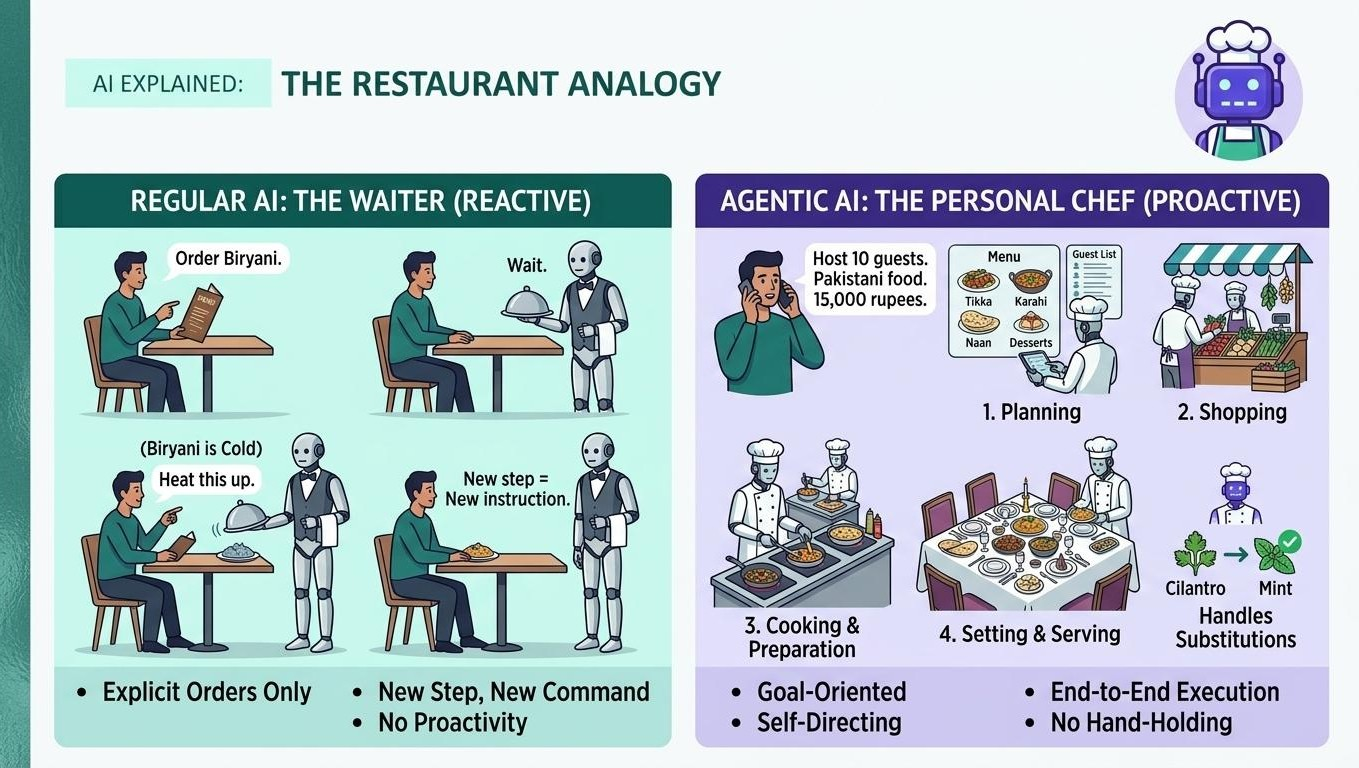 AI EXPLAINED:
THE RESTAURANT ANALOGY
REGULAR AI: THE WAITER (REACTIVE)
Order Biryani.
Wait.
(Biryani is Cold)
Heat this up.
New step =
New instruction.
• Explicit Orders Only
• New Step, New Command
• No Proactivity
AGENTIC AI: THE PERSONAL CHEF (PROACTIVE)
Host 10 guests.
Pakistani food.
15,000 rupees.
Menu
Tikka
Karahi
Naan
Desserts
Guest List
1. Planning
2. Shopping
3. Cooking &
Preparation
4. Setting & Serving
Cilantro
Mint
Handles
Substitutions
• Goal-Oriented
• Self-Directing
• End-to-End Execution
• No Hand-Holding